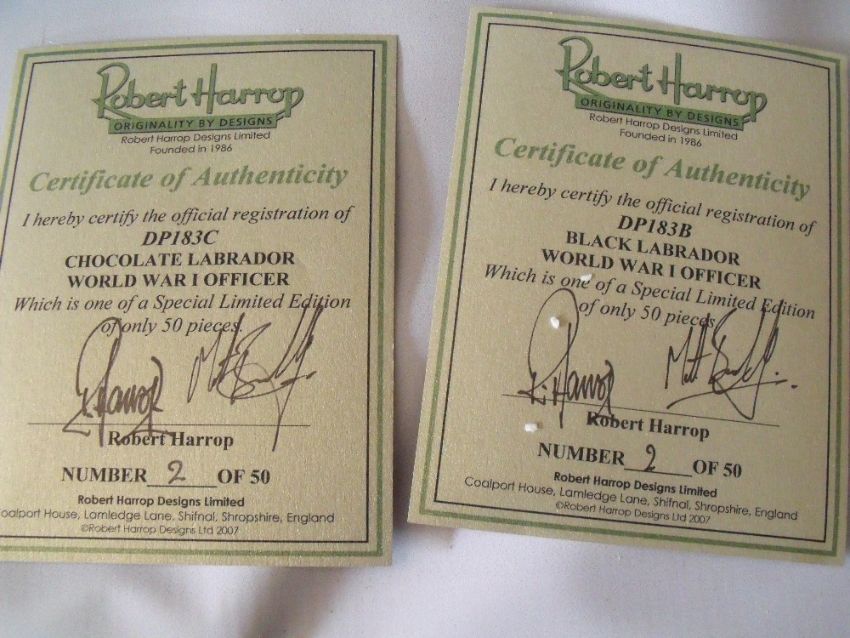 Robert Harrop
ORIGINALITY BY DESIGNS
Robert Harrop Designs Limited
Founded in 1986
Certificate of Authenticity
I hereby certify the official registration of
DP183C
CHOCOLATE LABRADOR
WORLD WAR I OFFICER
Which is one of a Special Limited Edition
of only 50 pieces.
R. Harrop
Robert Harrop
NUMBER 2 OF 50
Robert Harrop Designs Limited
oalport House, Lamledge Lane, Shifnal, Shropshire, England
©Robert Harrop Designs Ltd 2007
Robert Harrop
ORIGINALITY BY DESIGNS
Robert Harrop Designs Limited
Founded in 1986
Certificate of Authenticity
I hereby certify the official registration of
DP183B
BLACK LABRADOR
WORLD WAR I OFFICER
Which is one of a Special Limited Edition
of only 50 pieces
R. Harrop
Robert Harrop
NUMBER 2 OF 50
Robert Harrop Designs Limited
Coalport House, Lamledge Lane, Shifnal, Shropshire, England
©Robert Harrop Designs Ltd 2007